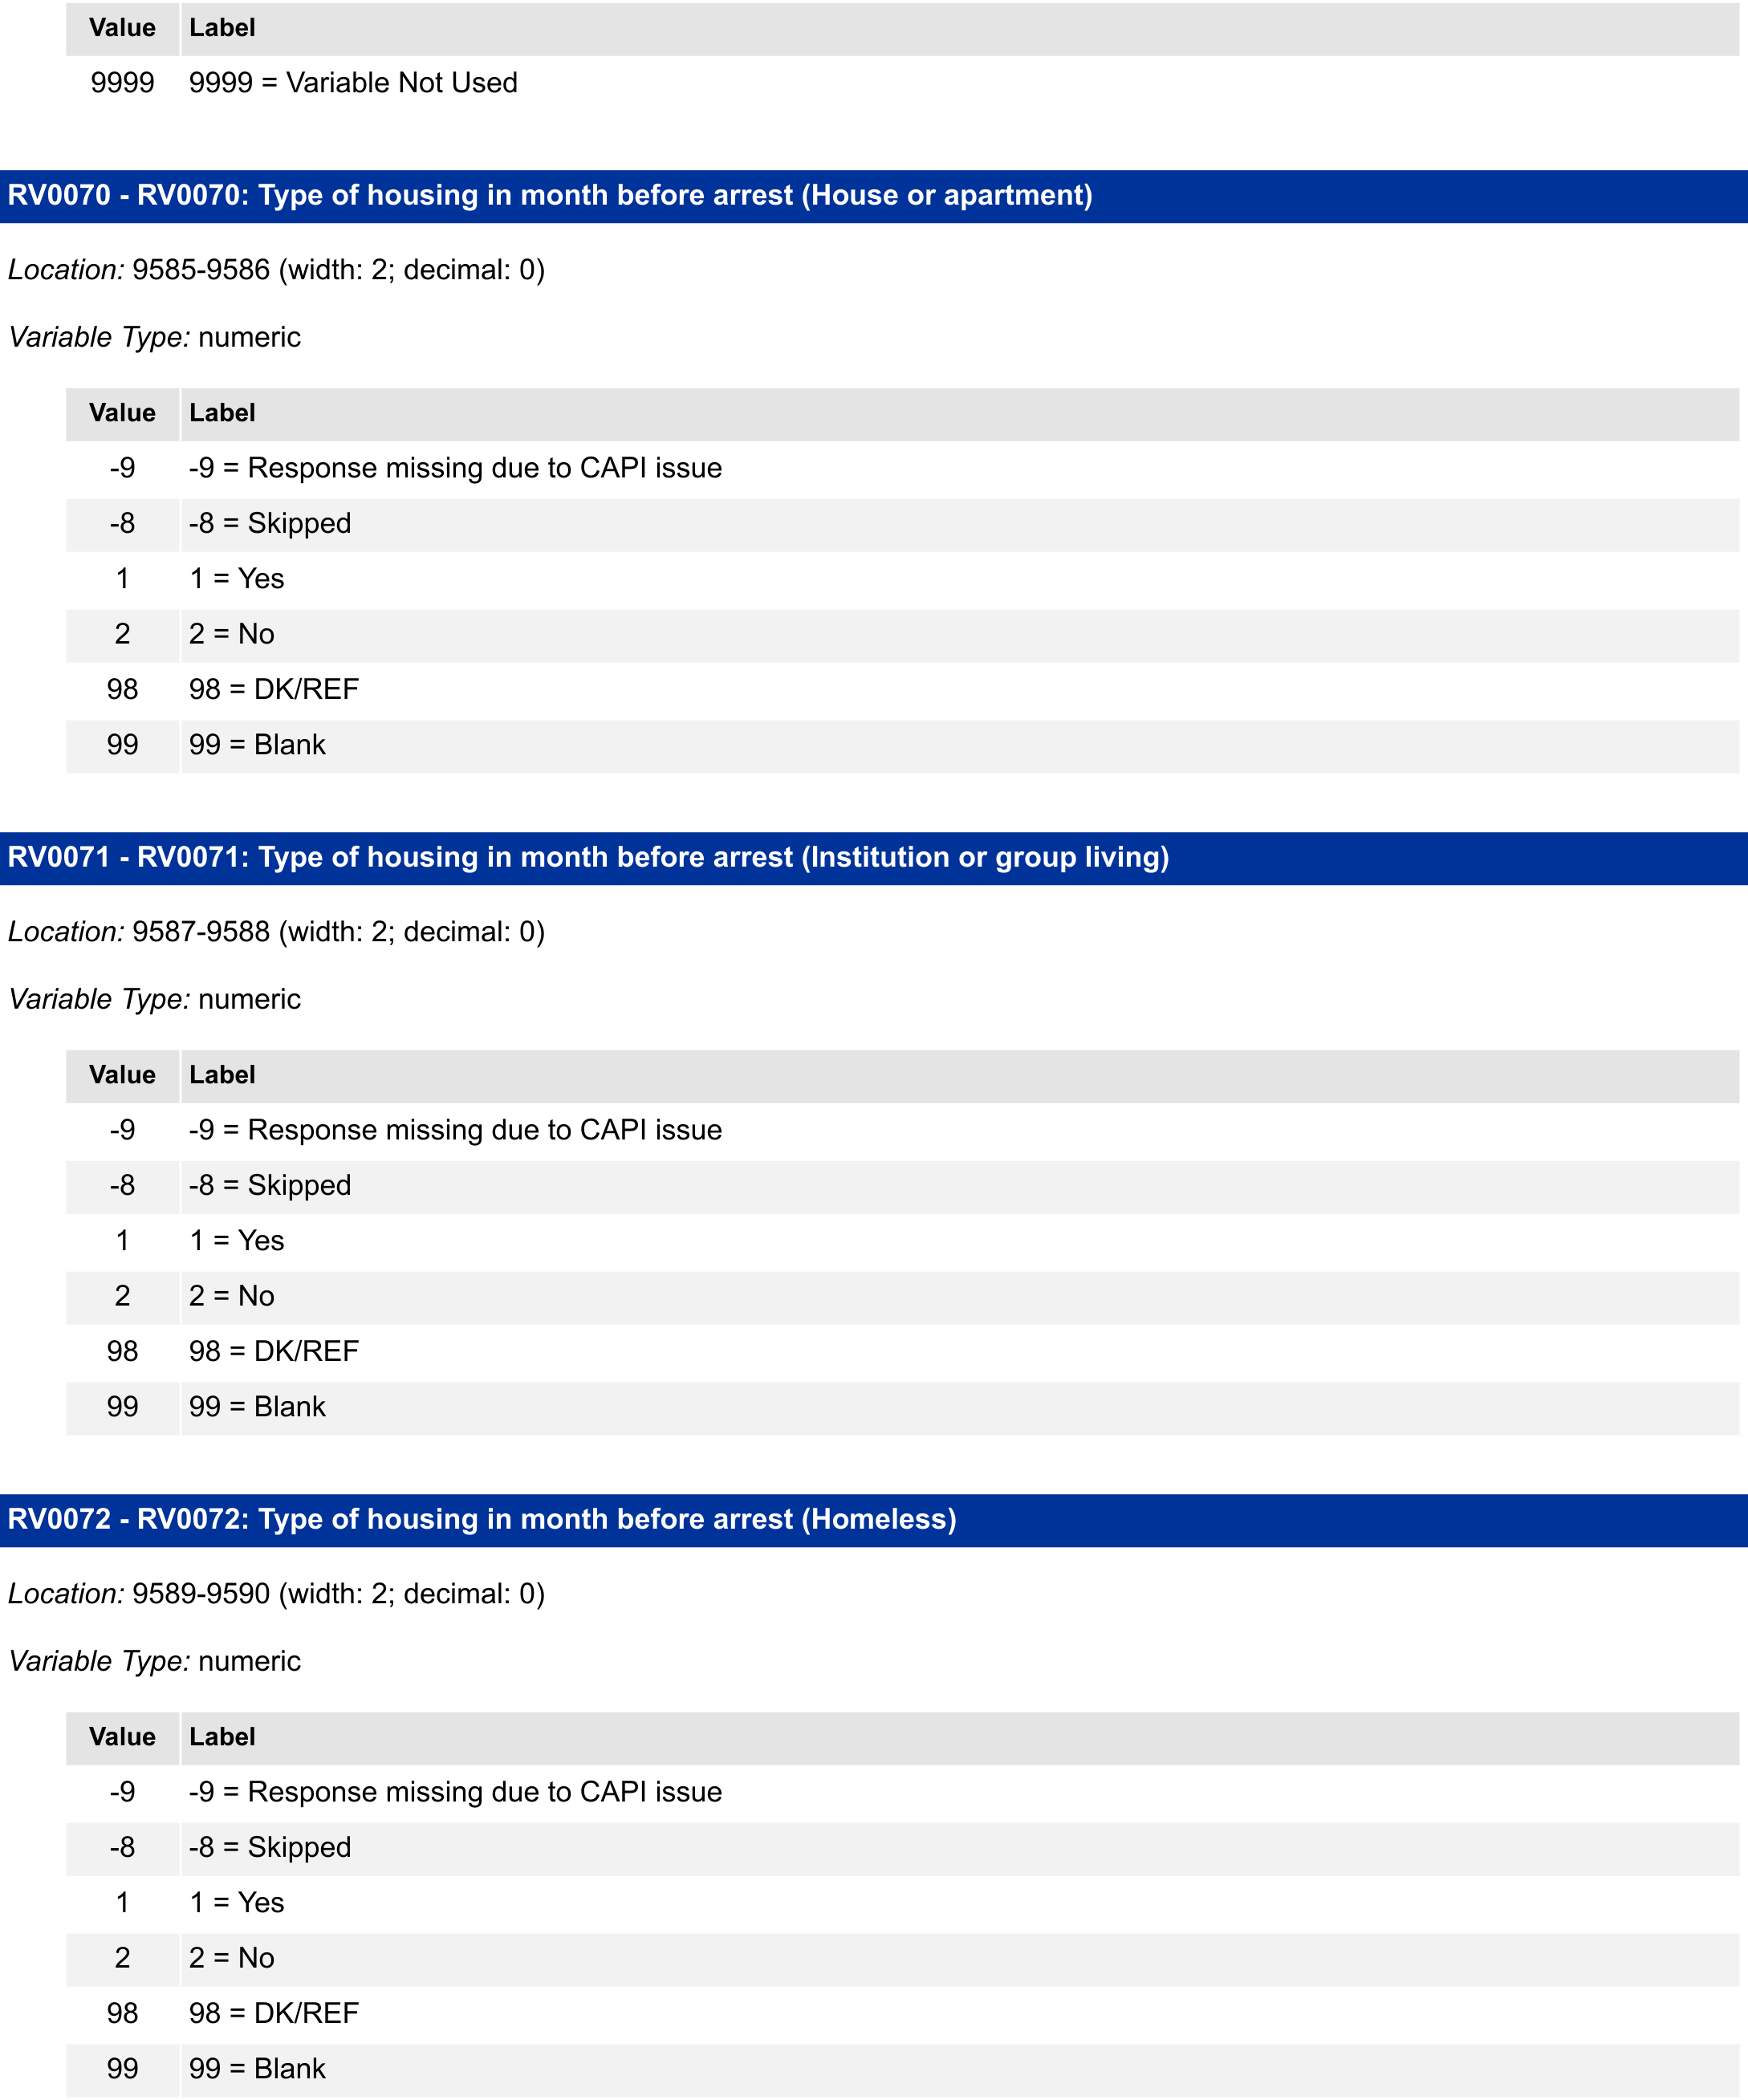 Value Label
9999 9999 = Variable Not Used
RV0070 - RV0070: Type of housing in month before arrest (House or apartment)
Location: 9585-9586 (width: 2; decimal: 0)
Variable Type: numeric
Value Label
-9 -9 = Response missing due to CAPI issue
-8 -8 = Skipped
1 1 = Yes
2 2 = No
98 98 = DK/REF
99 99 = Blank
RV0071 - RV0071: Type of housing in month before arrest (Institution or group living)
Location: 9587-9588 (width: 2; decimal: 0)
Variable Type: numeric
Value Label
-9 -9 = Response missing due to CAPI issue
-8 -8 = Skipped
1 1 = Yes
2 2 = No
98 98 = DK/REF
99 99 = Blank
RV0072 - RV0072: Type of housing in month before arrest (Homeless)
Location: 9589-9590 (width: 2; decimal: 0)
Variable Type: numeric
Value Label
-9 -9 = Response missing due to CAPI issue
-8 -8 = Skipped
1 1 = Yes
2 2 = No
98 98 = DK/REF
99 99 = Blank